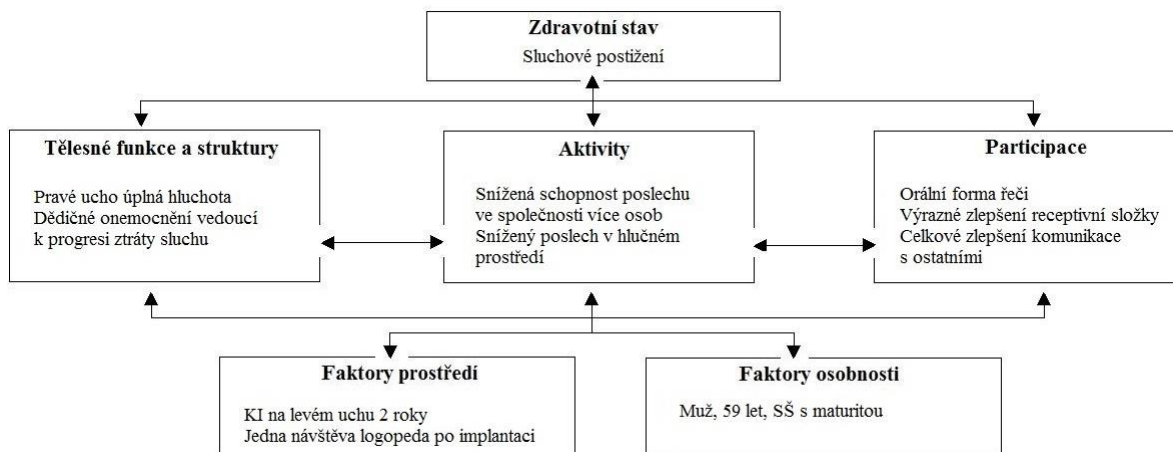 Zdravotní stav
Sluchové postižení
Tělesné funkce a struktury
Pravé ucho úplná hluchota
Dědičné onemocnění vedoucí
k progresi ztráty sluchu
Aktivity
Snížená schopnost poslechu
ve společnosti více osob
Snížený poslech v hlučném
prostředí
Participace
Orální forma řeči
Výrazné zlepšení receptivní složky
Celkové zlepšení komunikace
s ostatními
Faktory prostředí
KI na levém uchu 2 roky
Jedna návštěva logopeda po implantaci
Faktory osobnosti
Muž, 59 let, SŠ s maturitou